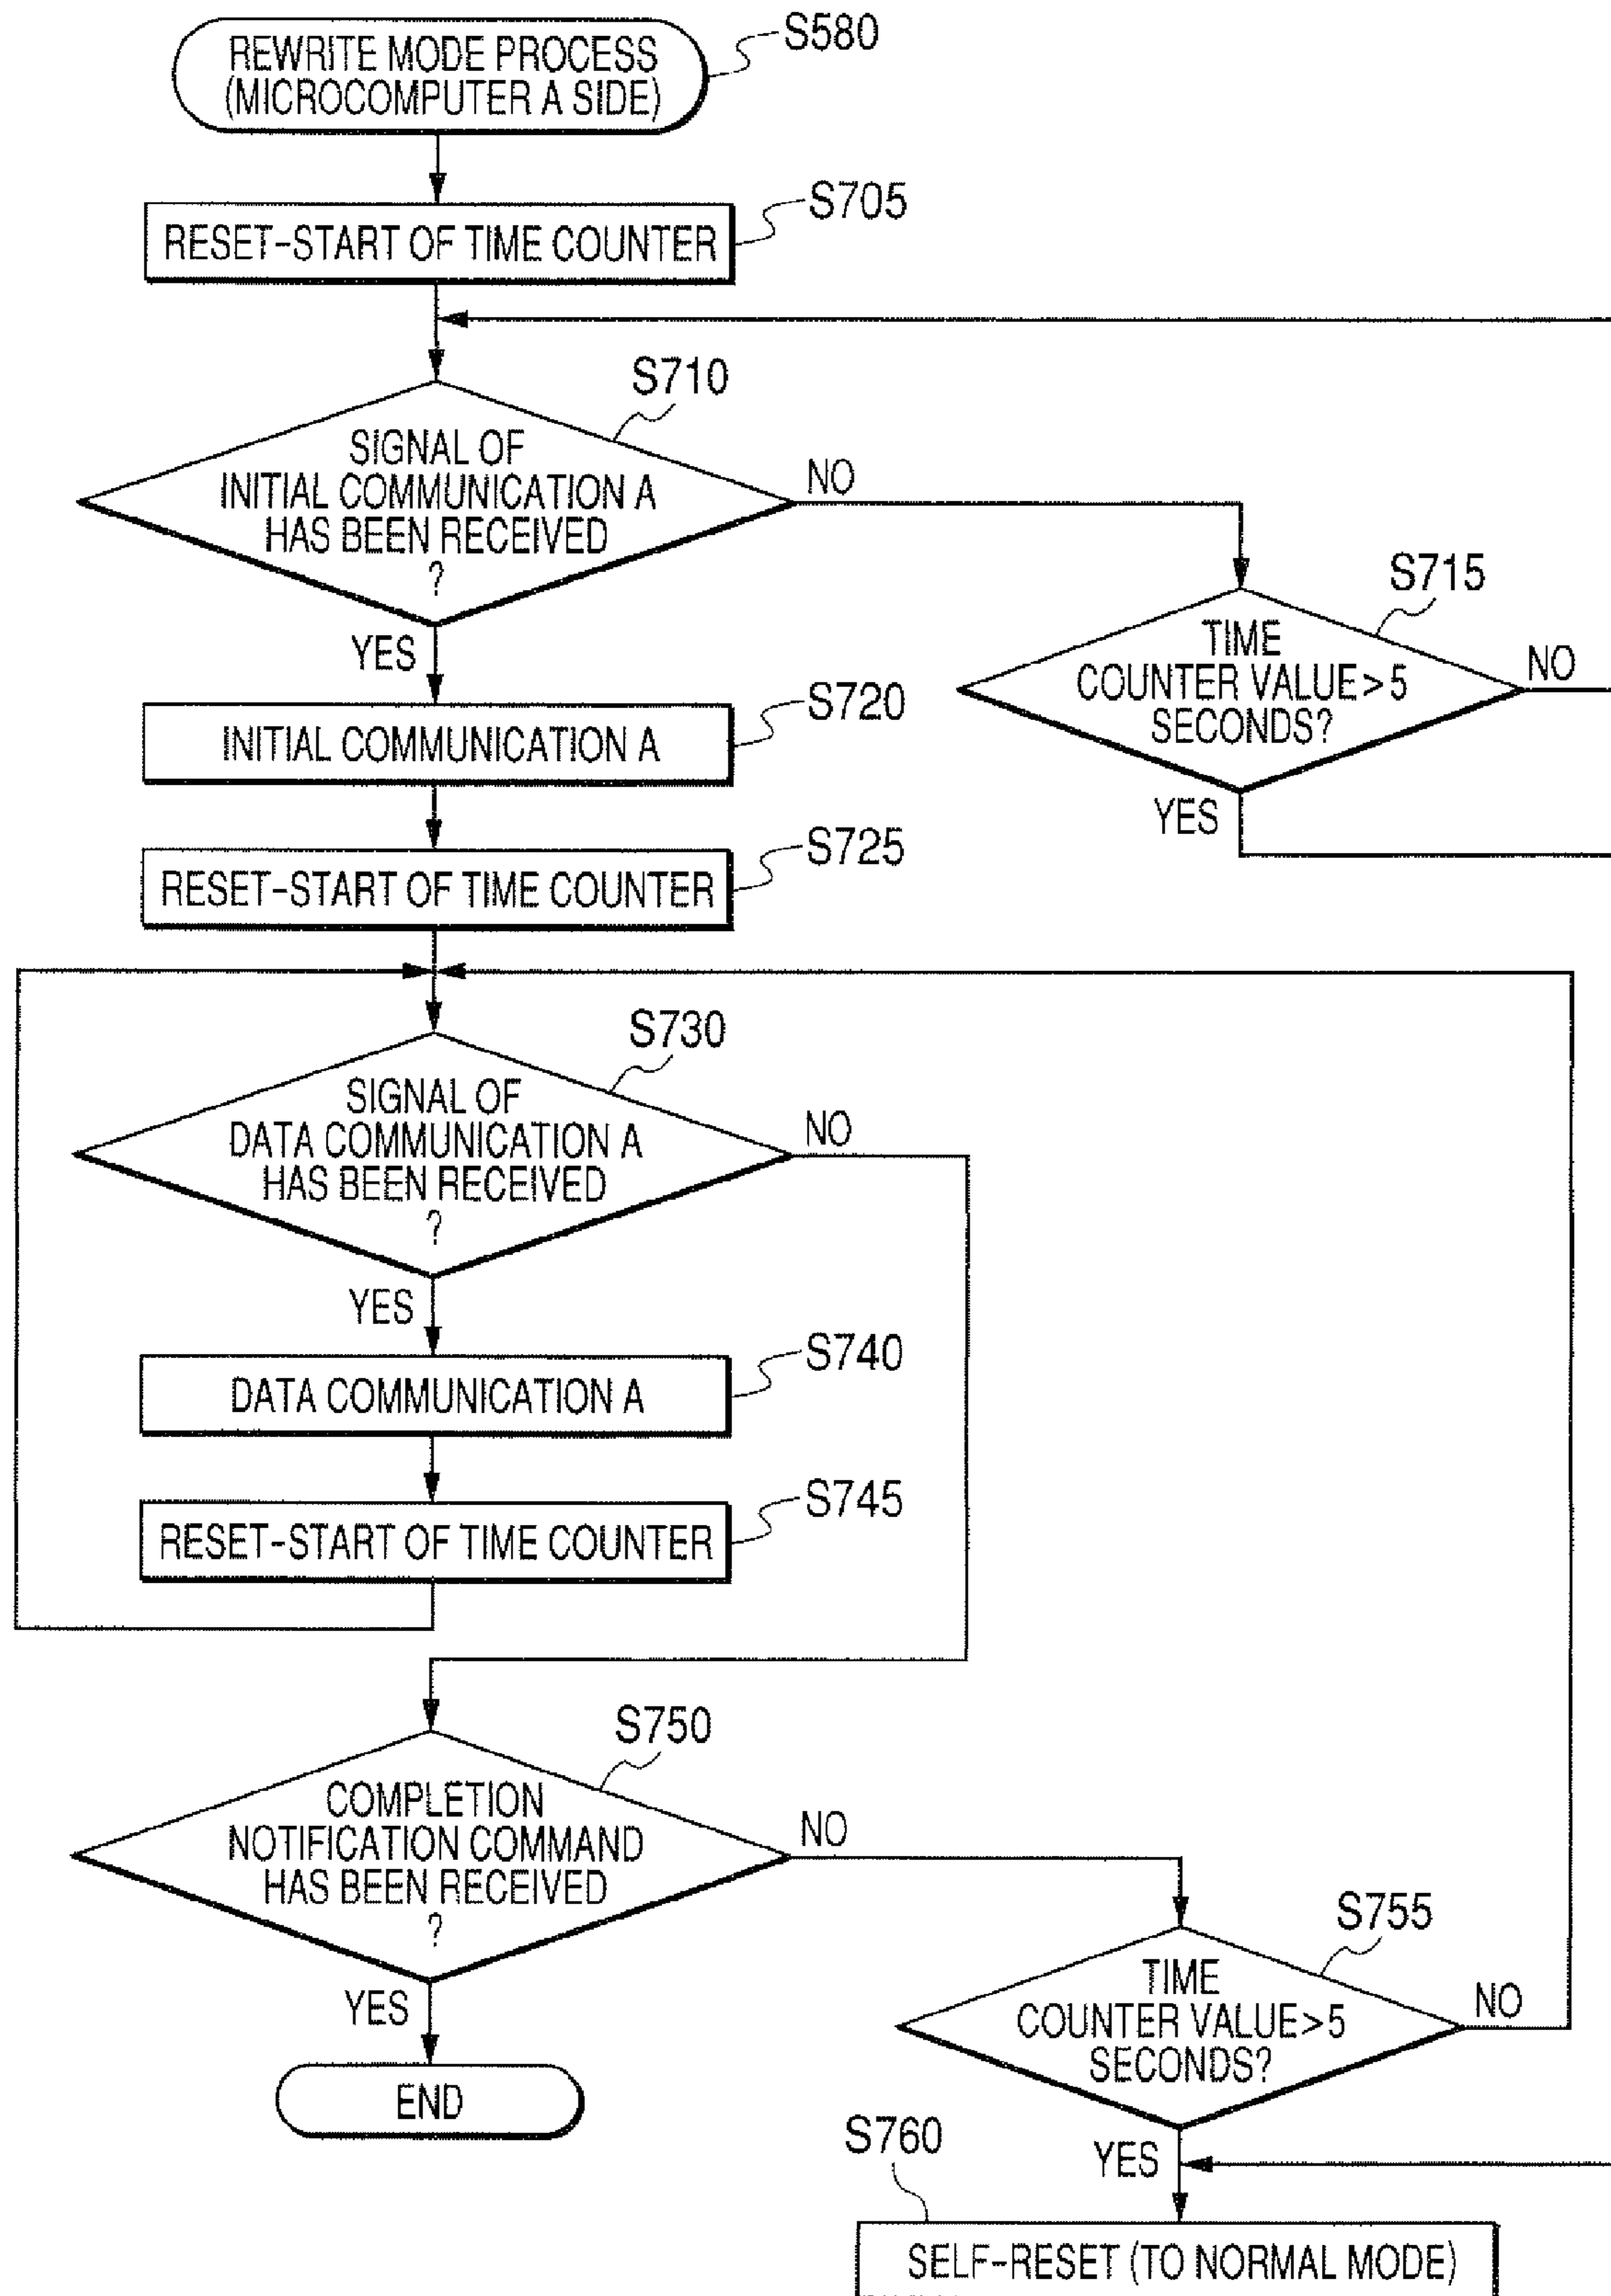 REWRITE MODE PROCESS
(MICROCOMPUTER A SIDE)
S580
S705
RESET-START OF TIME COUNTER
S710
SIGNAL OF
INITIAL COMMUNICATION A
HAS BEEN RECEIVED
?
NO
YES
S715
TIME
COUNTER VALUE>5
SECONDS?
NO
YES
S720
INITIAL COMMUNICATION A
S725
RESET-START OF TIME COUNTER
S730
SIGNAL OF
DATA COMMUNICATION A
HAS BEEN RECEIVED
?
NO
YES
S740
DATA COMMUNICATION A
S745
RESET-START OF TIME COUNTER
S750
COMPLETION
NOTIFICATION COMMAND
HAS BEEN RECEIVED
?
NO
YES
END
S755
TIME
COUNTER VALUE>5
SECONDS?
NO
YES
S760
SELF-RESET (TO NORMAL MODE)